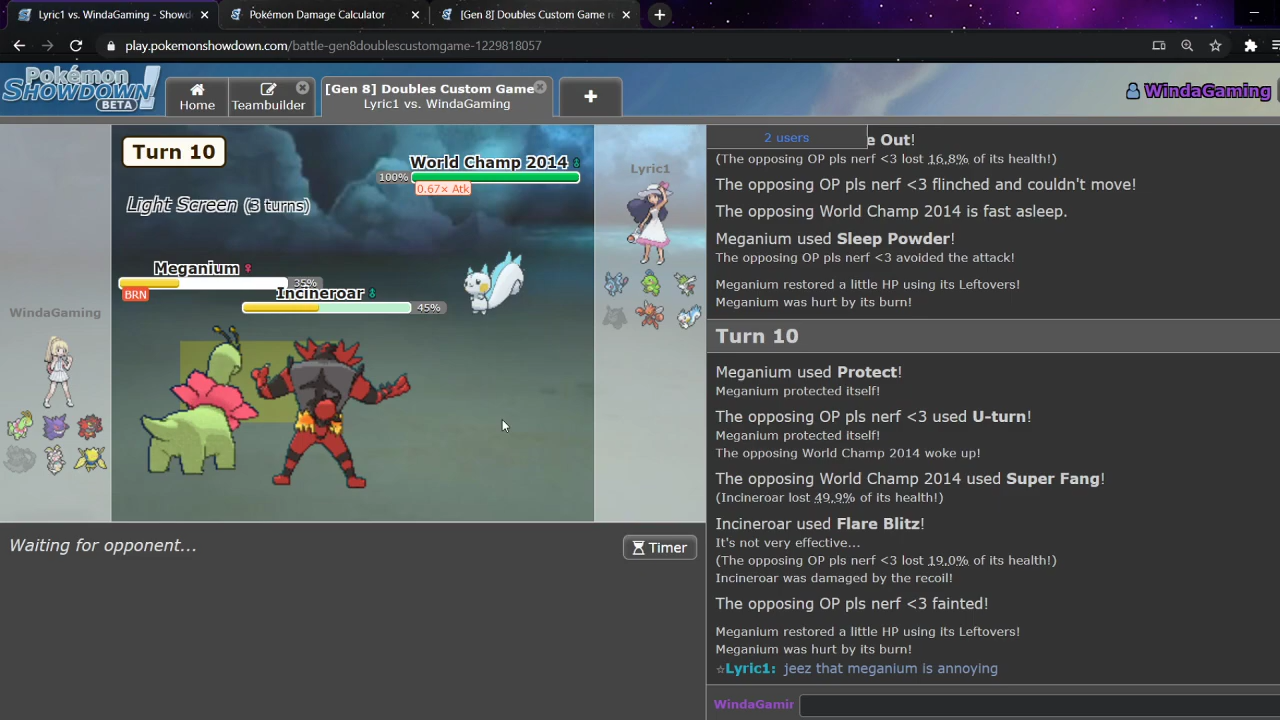 Lyric1 vs. WindaGaming - Showd
Pokémon Damage Calculator
[Gen 8] Doubles Custom Game re
play.pokemonshowdown.com/battle-gen8doublescustomgame-1229818057
Pokémon
Showdown!
BETA
Home
Teambuilder
[Gen 8] Doubles Custom Game
Lyric1 vs. WindaGaming
WindaGaming
Turn 10
World Champ 2014
100%
0.67× Atk
Light Screen (3 turns)
Meganium
35%
BRN
Incineroar
45%
WindaGaming
Lyric1
Waiting for opponent...
Timer
2 users
e Out!
(The opposing OP pls nerf <3 lost 16.8% of its health!)
The opposing OP pls nerf <3 flinched and couldn't move!
The opposing World Champ 2014 is fast asleep.
Meganium used Sleep Powder!
The opposing OP pls nerf <3 avoided the attack!
Meganium restored a little HP using its Leftovers!
Meganium was hurt by its burn!
Turn 10
Meganium used Protect!
Meganium protected itself!
The opposing OP pls nerf <3 used U-turn!
Meganium protected itself!
The opposing World Champ 2014 woke up!
The opposing World Champ 2014 used Super Fang!
(Incineroar lost 49.9% of its health!)
Incineroar used Flare Blitz!
It's not very effective...
(The opposing OP pls nerf <3 lost 19.0% of its health!)
Incineroar was damaged by the recoil!
The opposing OP pls nerf <3 fainted!
Meganium restored a little HP using its Leftovers!
Meganium was hurt by its burn!
☆Lyric1: jeez that meganium is annoying
WindaGamir